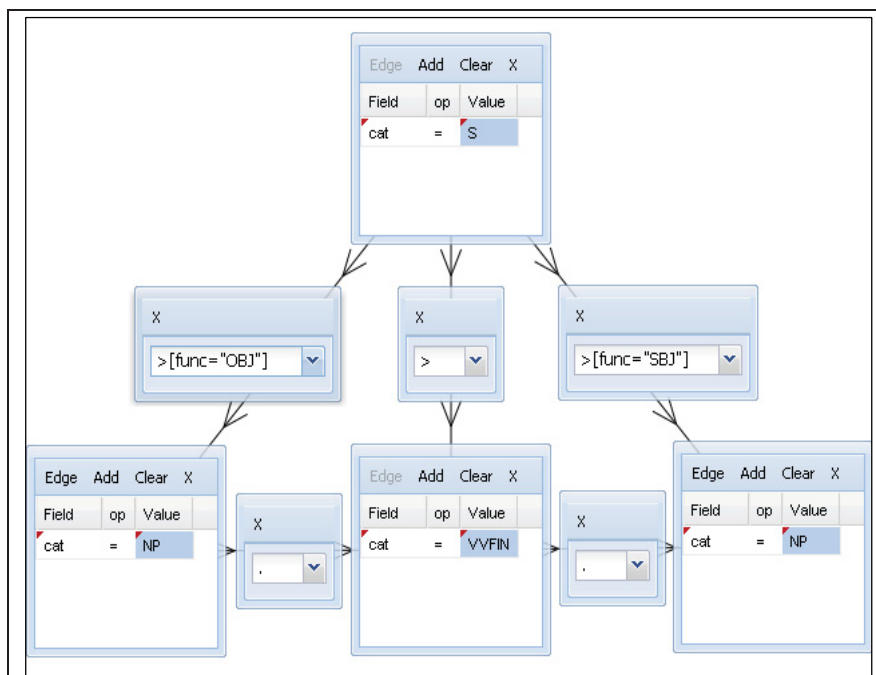 Edge Add Clear X
Field op Value
cat = S
X
>[func="OBJ"]
X
>
X
>[func="SBJ"]
Edge Add Clear X
Field op Value
cat = NP
X
.
Edge Add Clear X
Field op Value
cat = VVFIN
X
.
Edge Add Clear X
Field op Value
cat = NP